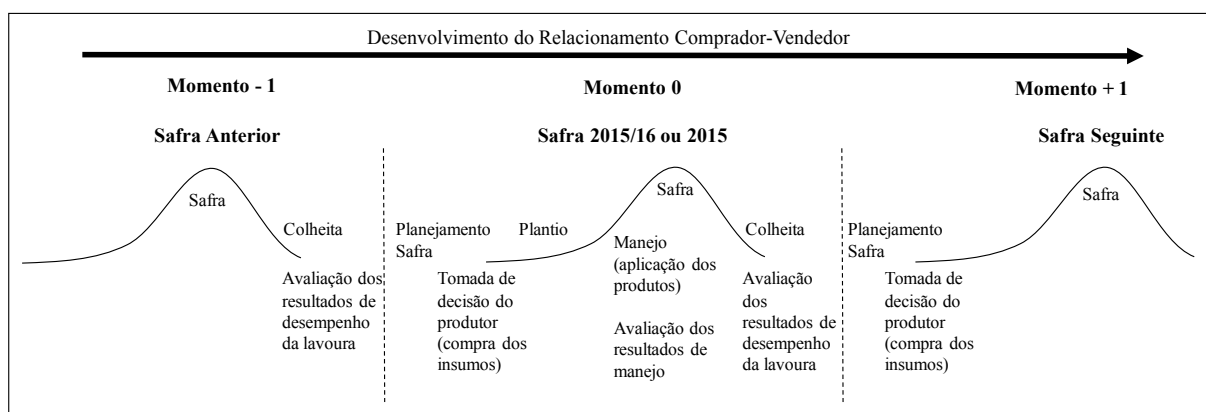 Desenvolvimento do Relacionamento Comprador-Vendedor
Momento - 1
Momento 0
Momento + 1
Safra Anterior
Safra 2015/16 ou 2015
Safra Seguinte
Safra
Colheita
Avaliação dos
resultados de
desempenho
da lavoura
Planejamento
Safra
Tomada de
decisão do
produtor
(compra dos
insumos)
Plantio
Safra
Manejo
(aplicação dos
produtos)
Avaliação dos
resultados de
manejo
Colheita
Avaliação
dos
resultados de
desempenho
da lavoura
Planejamento
Safra
Tomada de
decisão do
produtor
(compra dos
insumos)
Safra